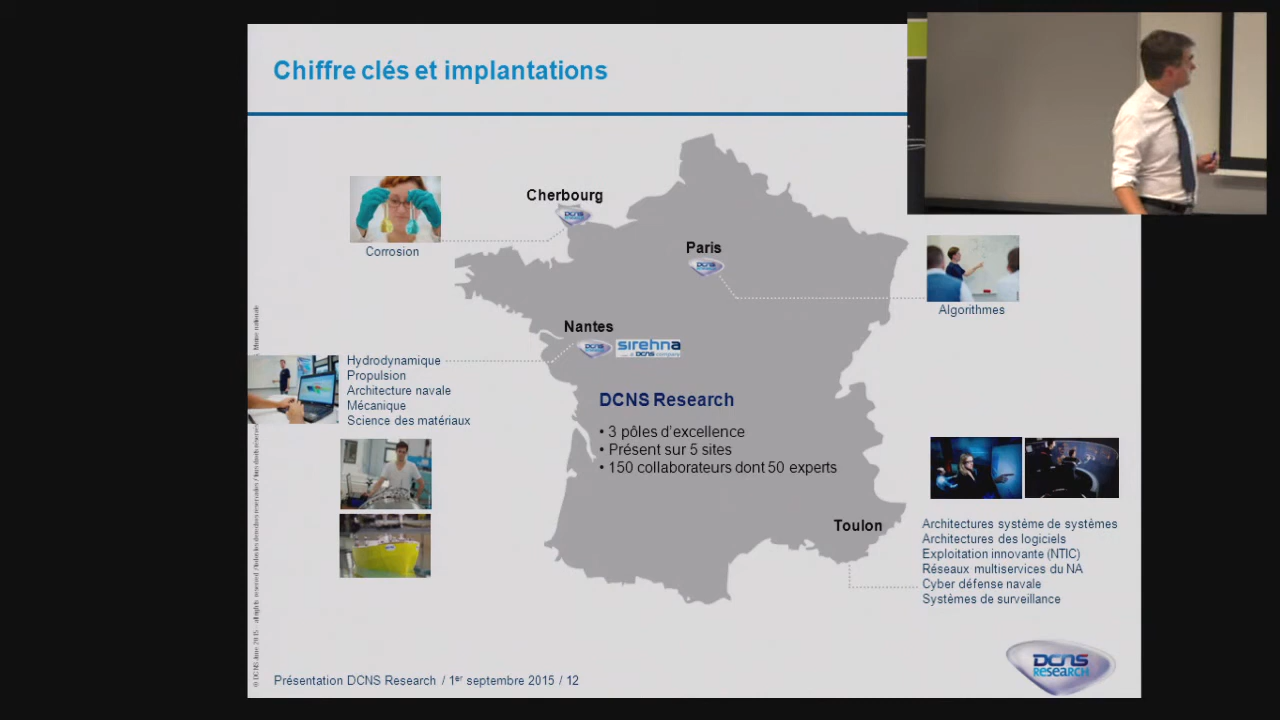 Chiffre clés et implantations
Cherbourg
DCNS
Corrosion
Paris
DCNS
Algorithmes
Nantes
DCNS
sirehna
Hydrodynamique
Propulsion
Architecture navale
Mécanique
Science des matériaux
DCNS Research
• 3 pôles d'excellence
• Présent sur 5 sites
• 150 collaborateurs dont 50 experts
Toulon
Architectures système de systèmes
Architectures des logiciels
Exploitation innovante (NTIC)
Réseaux multiservices du NA
Cyber défense navale
Systèmes de surveillance
DCNS
RESEARCH
Présentation DCNS Research / 1er septembre 2015 / 12